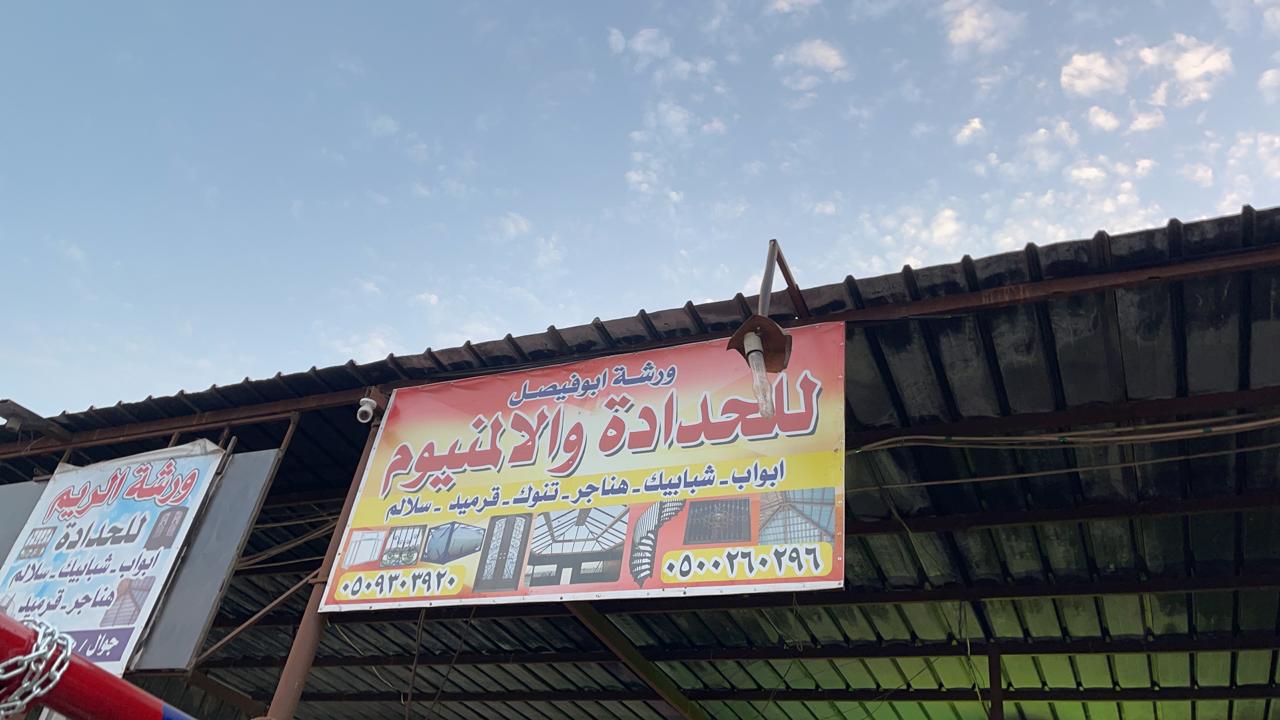 ورشة ابوفيصل
للحدادة والالمنيوم
ابواب - شبابيك - هناجر - تنوك - قرميد - سلالم
٠٥٠٠٢٦٠٢٩٦
٠٥٠٩٣٠٣٩٢٠
ورشة الريم
للحدادة
ابواب - شبابيك - سلالم
هناجر - قرميد
جوال /